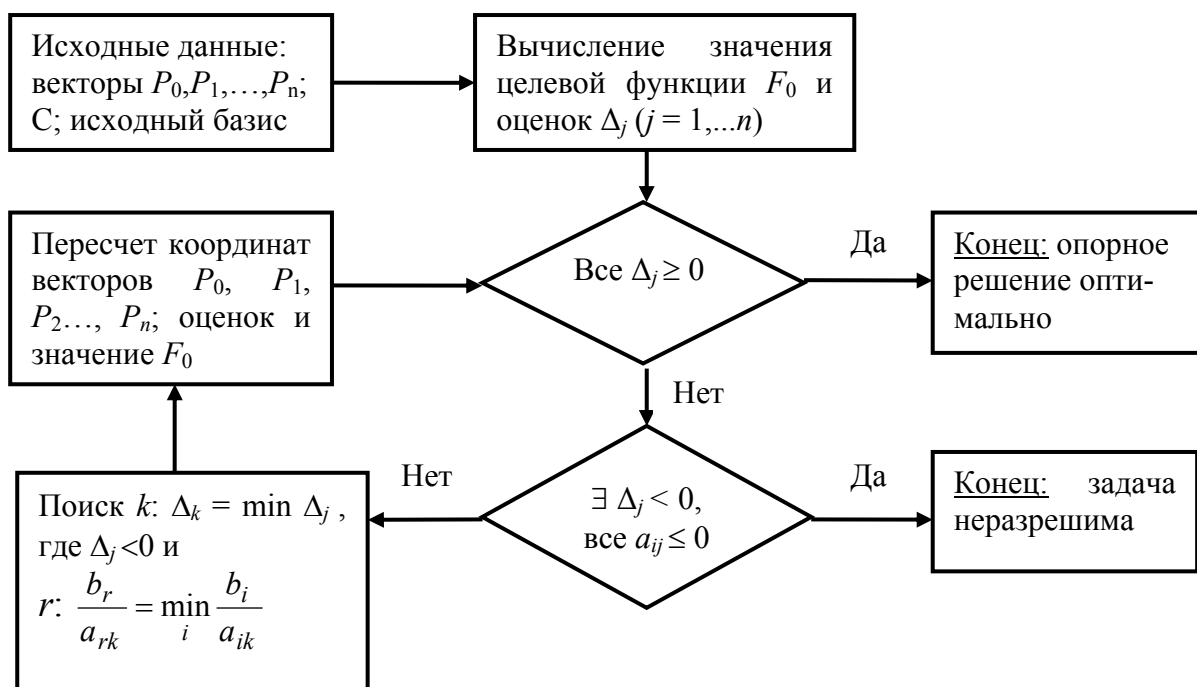 Исходные данные:
векторы P₀,P₁,…,Pₙ;
С; исходный базис
Вычисление значения
целевой функции F₀ и
оценок Δⱼ (j = 1,...n)
Пересчет координат
векторов P₀, P₁,
P₂…, Pₙ; оценок и
значение F₀
Все Δⱼ ≥ 0
Да
Конец: опорное
решение опти-
мально
Нет
Нет
Поиск k: Δₖ = min Δⱼ ,
где Δⱼ <0 и
r: bᵣ/aᵣₖ = min_i bᵢ/aᵢₖ
∃ Δⱼ < 0,
все aᵢⱼ ≤ 0
Да
Конец: задача
неразрешима